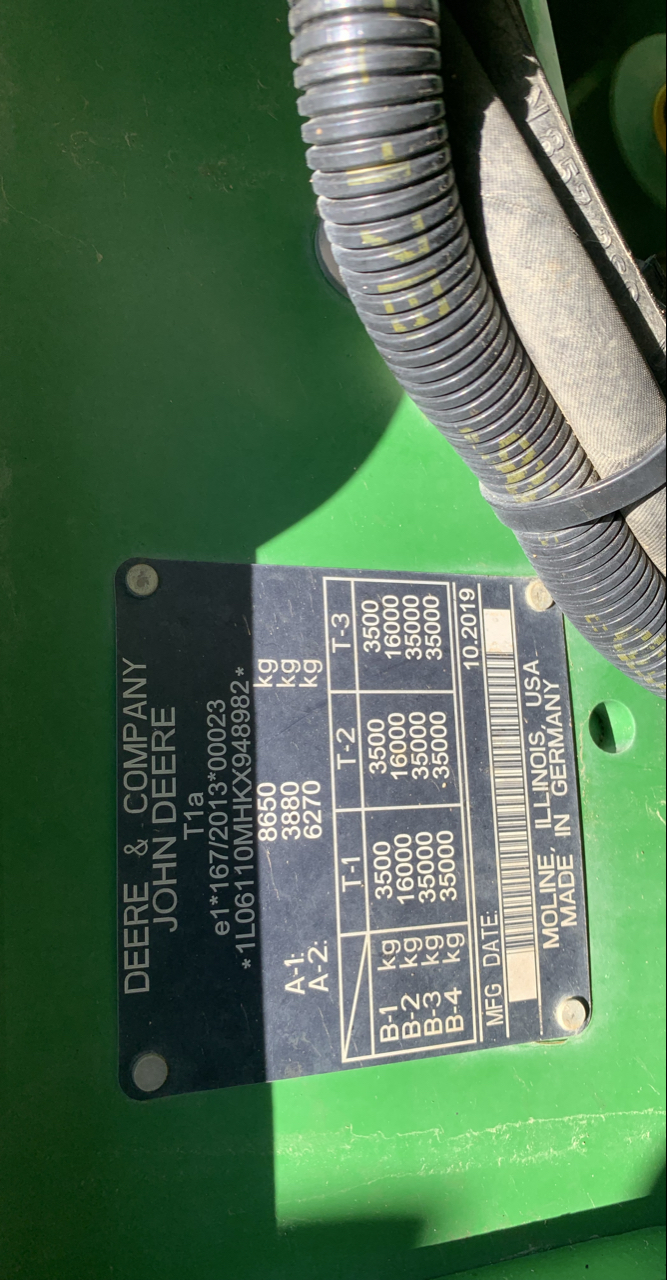 DEERE & COMPANY
JOHN DEERE
T1a
e1*167/2013*00023
*1L06110MHKX948982*
8650 kg
A-1: 3880 kg
A-2: 6270 kg
T-1 T-2 T-3
B-1 kg 3500 3500 3500
B-2 kg 16000 16000 16000
B-3 kg 35000 35000 35000
B-4 kg 35000 35000 35000
MFG DATE: 10.2019
MOLINE, ILLINOIS, USA
MADE IN GERMANY